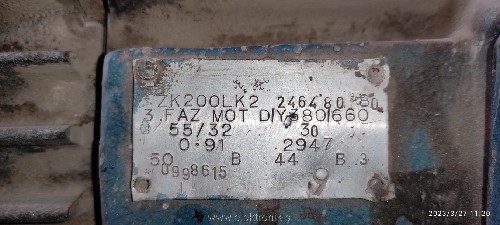 ZK200LK2 246480
3 FAZ MOT D/Y 380/660
55/32 30
0.91 2947
50 B 44 B 3
0998615
2023/3/27 11:20